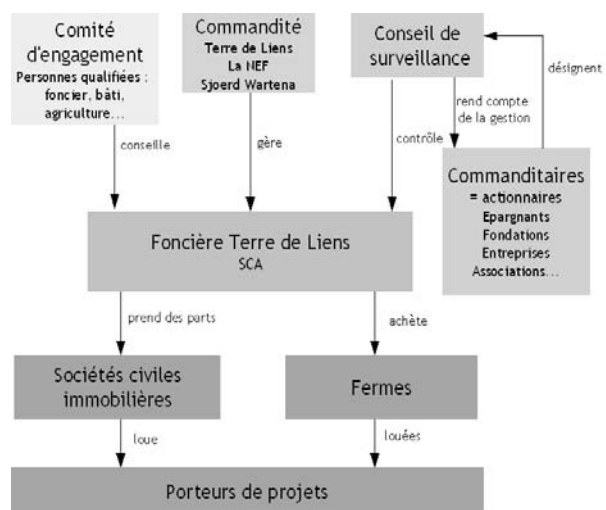 Comité
d'engagement
Personnes qualifiées :
foncier, bâti,
agriculture...
Commandité
Terre de Liens
La NEF
Sjoerd Wartena
Conseil de
surveillance
désignent
rend compte
de la gestion
conseille
gère
contrôle
Commanditaires
= actionnaires
Epargnants
Fondations
Entreprises
Associations...
Foncière Terre de Liens
SCA
prend des parts
achète
Sociétés civiles
immobilières
Fermes
loue
louées
Porteurs de projets